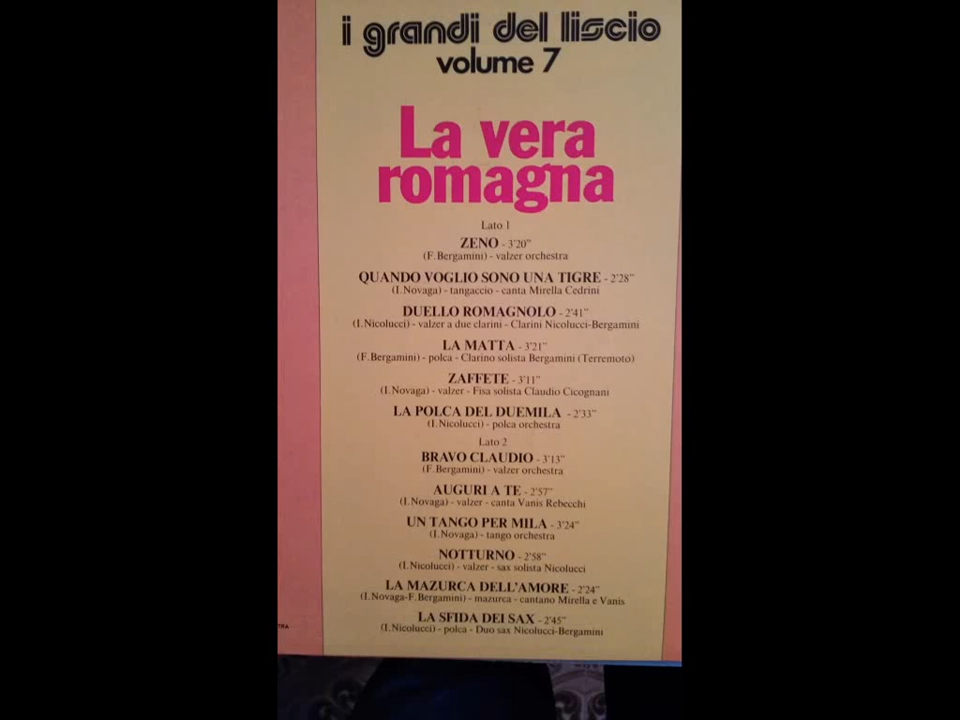 i grandi del liscio
volume 7
La vera
romagna
Lato 1
ZENO - 3'20"
(F. Bergamini) - valzer orchestra
QUANDO VOGLIO SONO UNA TIGRE - 2'28"
(I. Novaga) - tangaccio - canta Mirella Cedrini
DUELLO ROMAGNOLO - 2'41"
(I. Nicolucci) - valzer a due clarini - Clarini Nicolucci-Bergamini
LA MATTA - 3'21"
(F. Bergamini) - polca - Clarino solista Bergamini (Terremoto)
ZAFFETE - 3'11"
(I. Novaga) - valzer - Fisa solista Claudio Cicognani
LA POLCA DEL DUEMILA - 2'33"
(I. Nicolucci) - polca orchestra
Lato 2
BRAVO CLAUDIO - 3'13"
(F. Bergamini) - valzer orchestra
AUGURI A TE - 2'57"
(I. Novaga) - valzer - canta Vanis Rebecchi
UN TANGO PER MILA - 3'24"
(I. Novaga) - tango orchestra
NOTTURNO - 2'58"
(I. Nicolucci) - valzer - sax solista Nicolucci
LA MAZURCA DELL'AMORE - 2'24"
(I. Novaga-F. Bergamini) - mazurca - cantano Mirella e Vanis
LA SFIDA DEI SAX - 2'45"
(I. Nicolucci) - polca - Duo sax Nicolucci-Bergamini
TRA